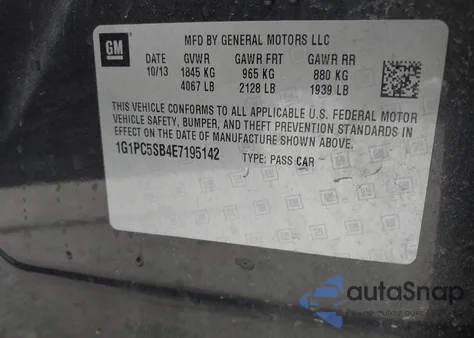 GM
MFD BY GENERAL MOTORS LLC
DATE GVWR GAWR FRT GAWR RR
10/13 1845 KG 965 KG 880 KG
4067 LB 2128 LB 1939 LB
THIS VEHICLE CONFORMS TO ALL APPLICABLE U.S. FEDERAL MOTOR
VEHICLE SAFETY, BUMPER, AND THEFT PREVENTION STANDARDS
IN EFFECT ON THE DATE OF MANUFACTURE SHOWN ABOVE.
1G1PC5SB4E7195142 TYPE: PASS CAR
autoSnap